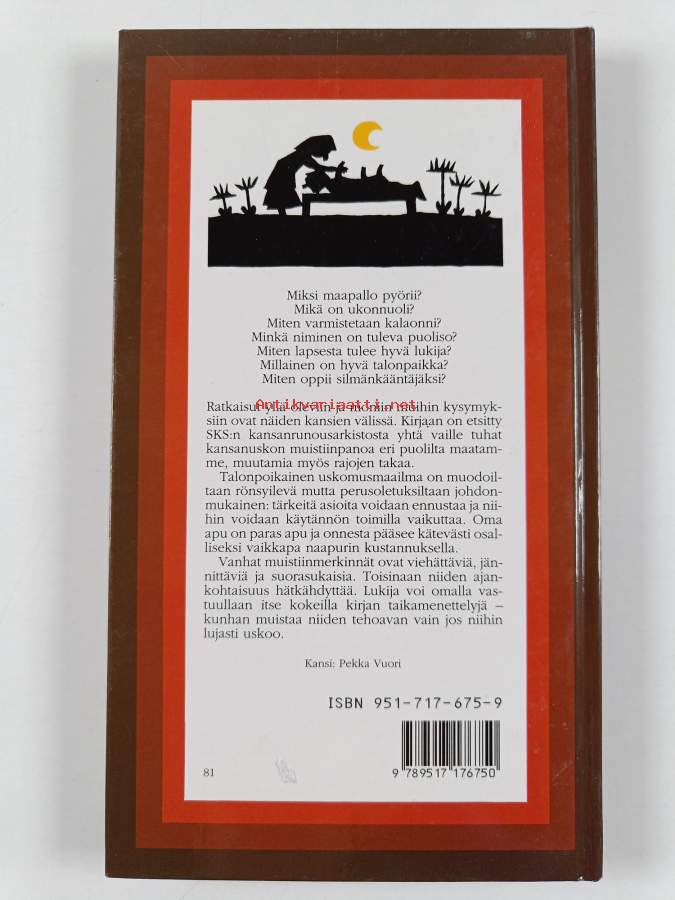 Miksi maapallo pyörii?
Mikä on ukonnuoli?
Miten varmistetaan kalaonni?
Minkä niminen on tuleva puoliso?
Miten lapsesta tulee hyvä lukija?
Millainen on hyvä talonpaikka?
Miten oppii silmänkääntäjäksi?
Antikvariaatti.net
Ratkaisut yllä oleviin ja moniin muihin kysymyk-
siin ovat näiden kansien välissä. Kirjaan on etsitty
SKS:n kansanrunousarkistosta yhtä vaille tuhat
kansanuskon muistiinpanoa eri puolilta maatam-
me, muutamia myös rajojen takaa.
Talonpoikainen uskomusmaailma on muodoil-
taan rönsyilevä mutta perusoletuksiltaan johdon-
mukainen: tärkeitä asioita voidaan ennustaa ja nii-
hin voidaan käytännön toimilla vaikuttaa. Oma
apu on paras apu ja onnesta pääsee kätevästi osal-
liseksi vaikkapa naapurin kustannuksella.
Vanhat muistiinmerkinnät ovat viehättäviä, jän-
nittäviä ja suorasukaisia. Toisinaan niiden ajan-
kohtaisuus hätkähdyttää. Lukija voi omalla vas-
tuullaan itse kokeilla kirjan taikamenettelyjä –
kunhan muistaa niiden tehoavan vain jos niihin
lujasti uskoo.
Kansi: Pekka Vuori
ISBN 951-717-675-9
81
9 789517 176750